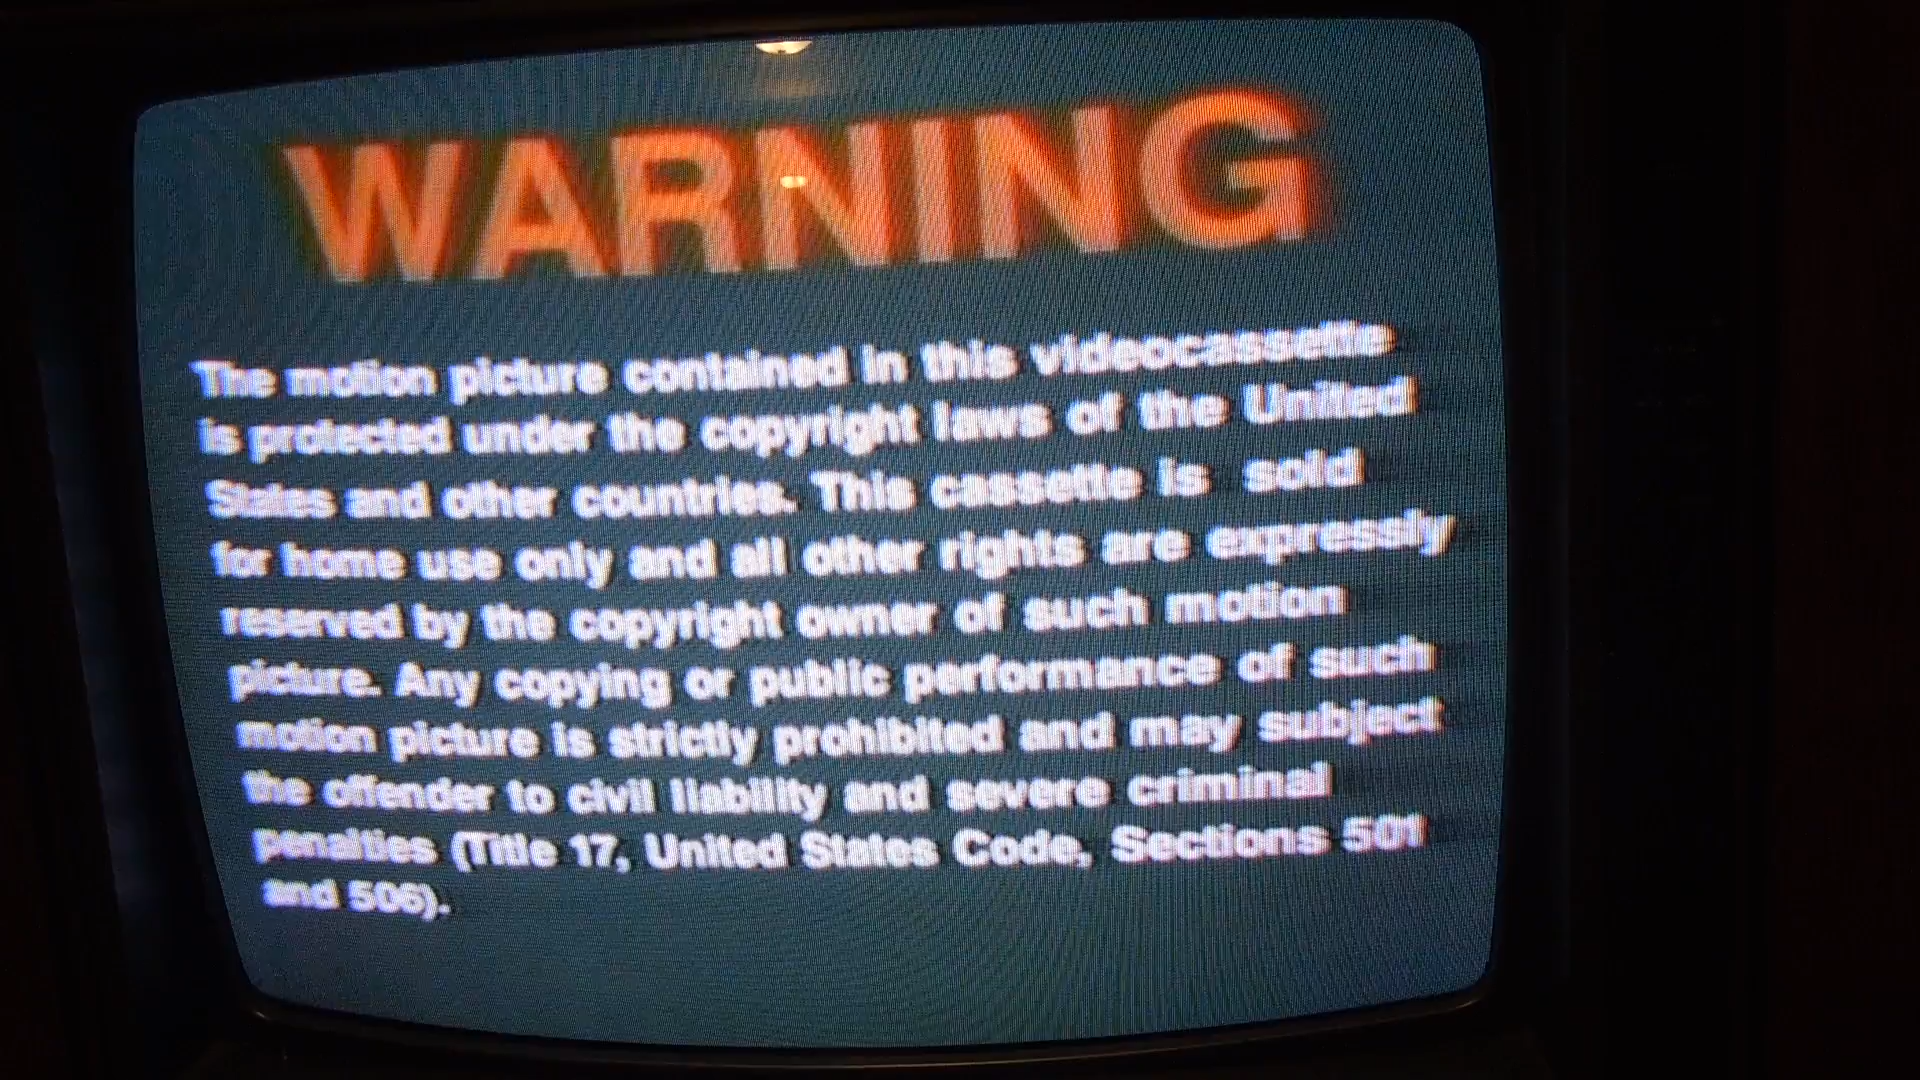 WARNING
The motion picture contained in this videocassette
is protected under the copyright laws of the United
States and other countries. This cassette is sold
for home use only and all other rights are expressly
reserved by the copyright owner of such motion
picture. Any copying or public performance of such
motion picture is strictly prohibited and may subject
the offender to civil liability and severe criminal
penalties (Title 17, United States Code, Sections 501
and 506).